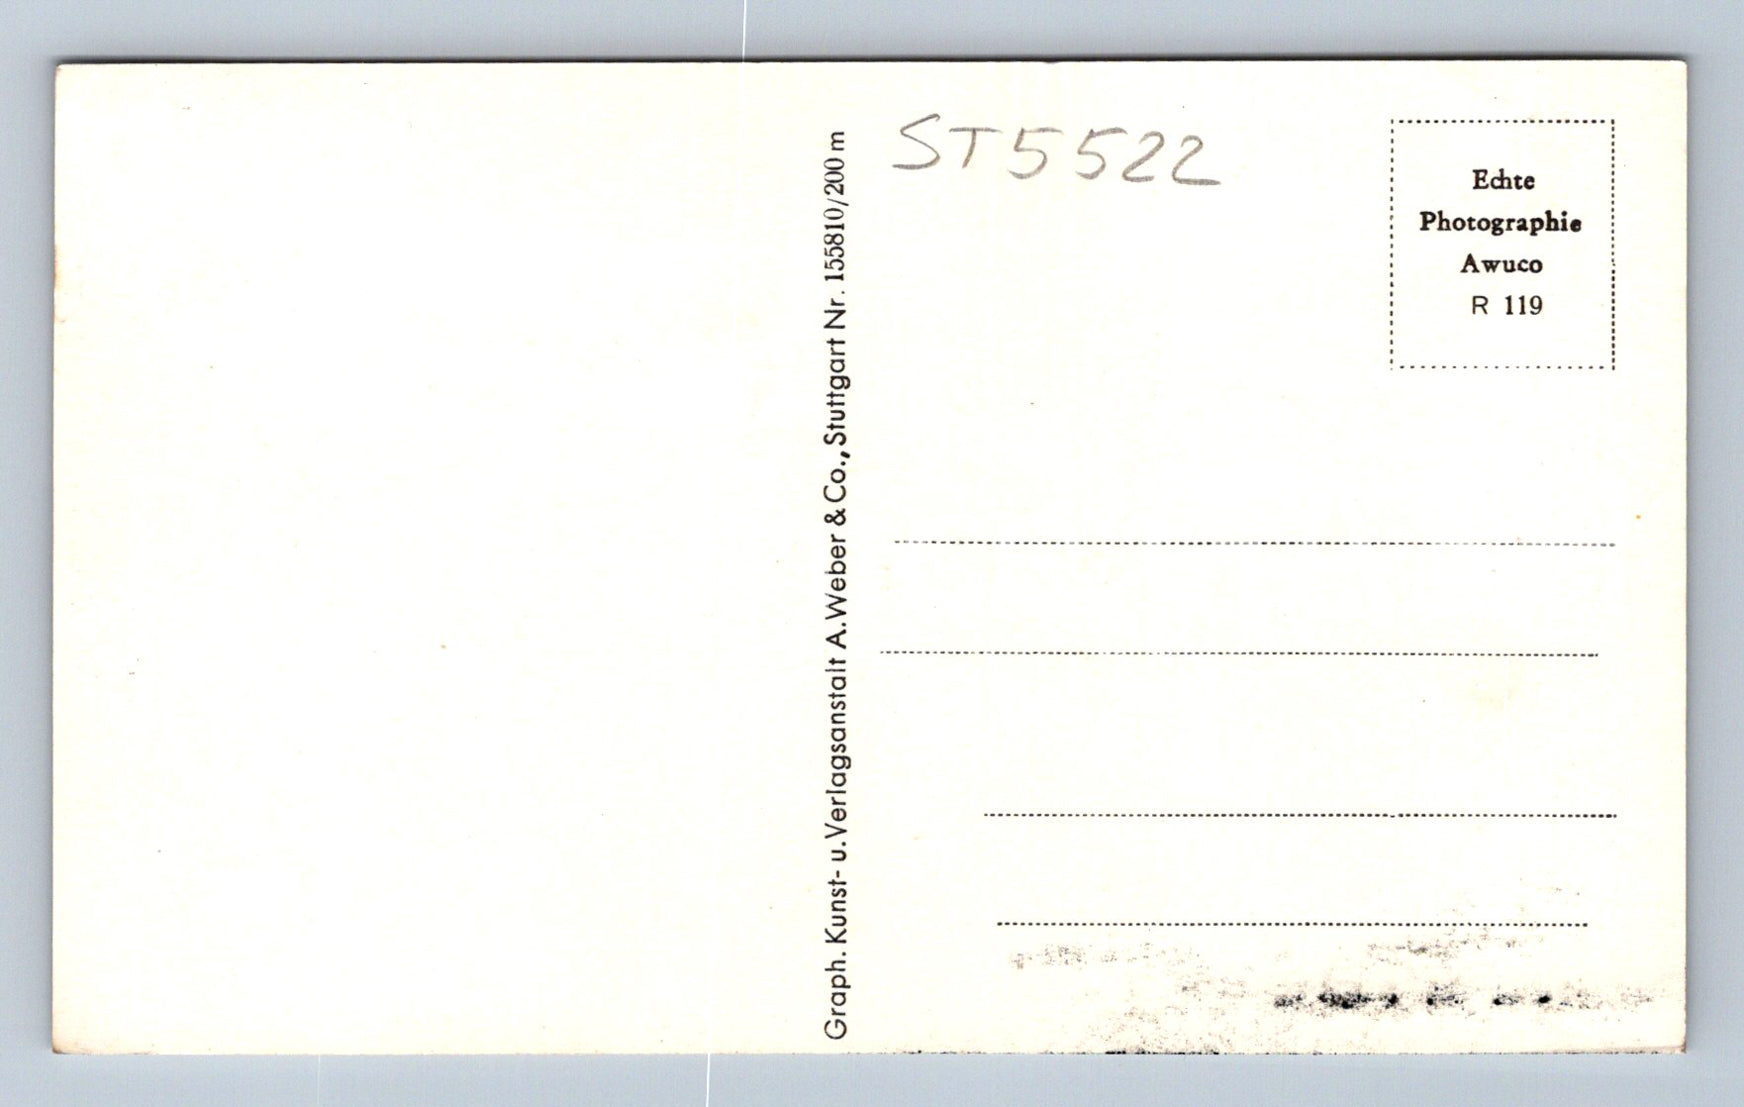 Graph. Kunst- u. Verlagsanstalt A. Weber & Co., Stuttgart Nr. 155810/200 m
ST5522
Echte
Photographie
Awuco
R 119